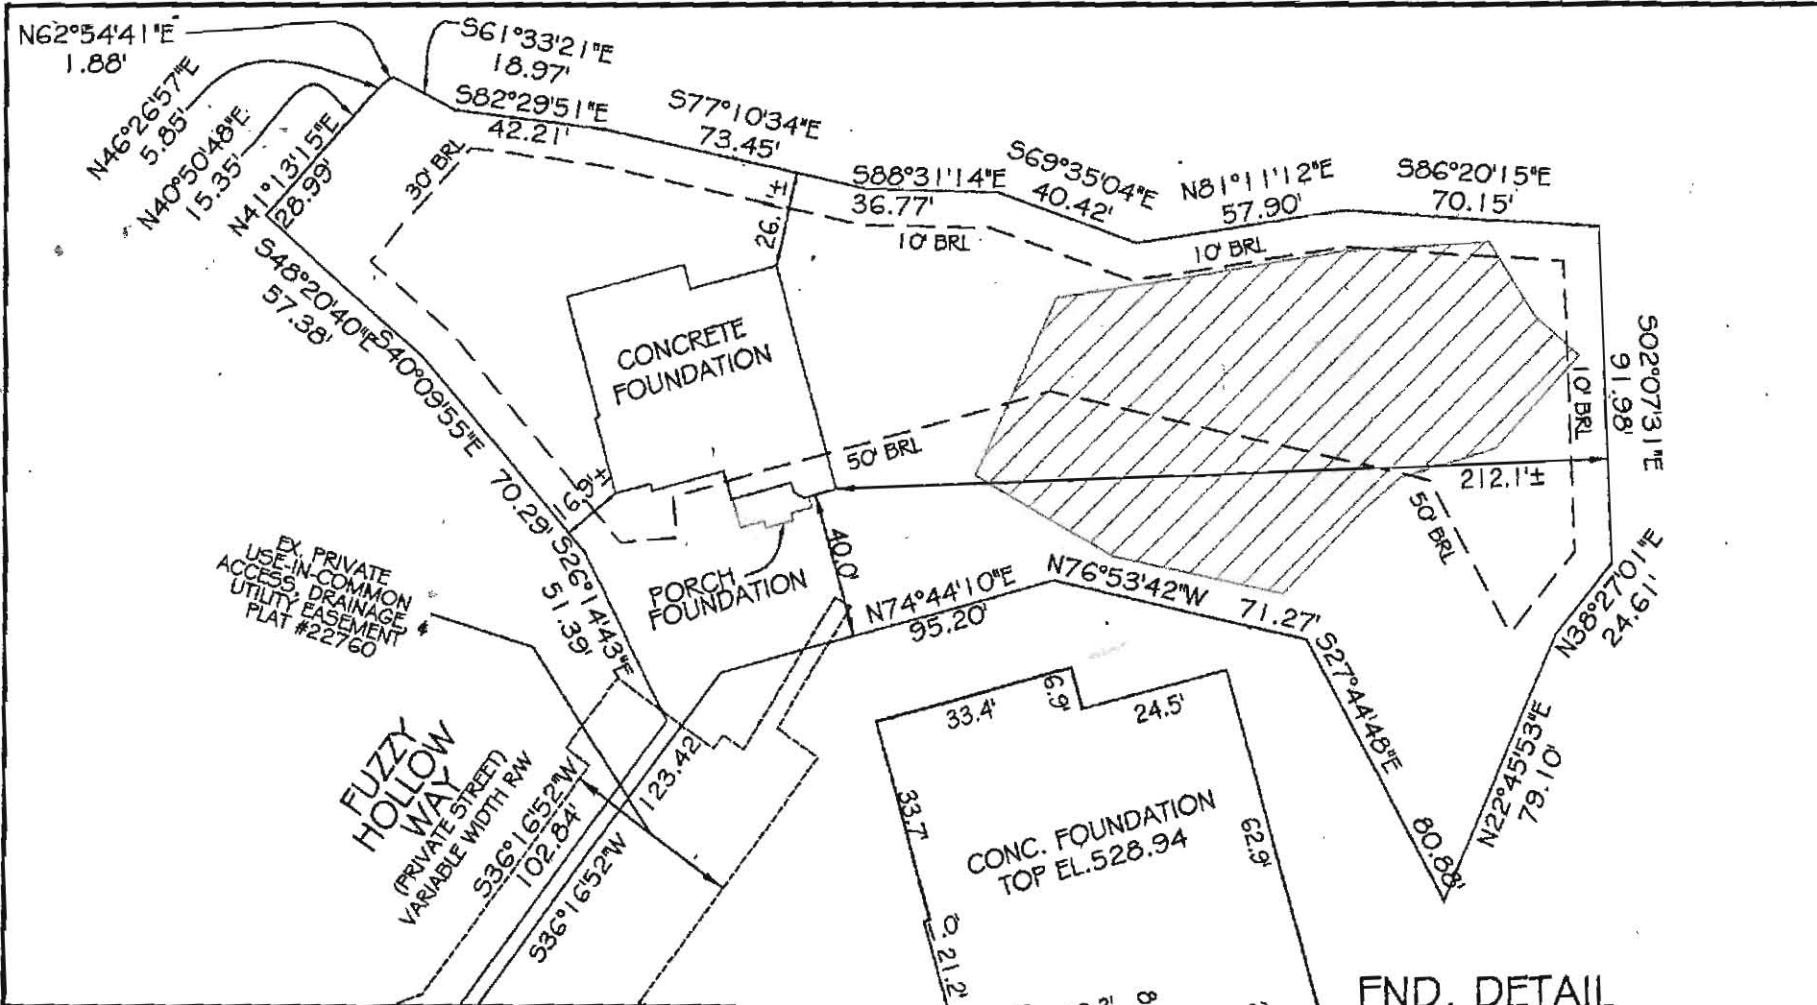 N62°54'41"E
1.88'
S61°33'21"E
18.97'
N46°26'57"E
5.85'
N40°50'48"E
15.35'
N41°13'15"E
28.99'
S82°29'51"E
42.21'
S77°10'34"E
73.45'
S88°31'14"E
36.77'
S69°35'04"E
40.42'
N81°11'12"E
57.90'
S86°20'15"E
70.15'
30' BRL
26.1'±
10' BRL
10' BRL
S48°20'40"E
57.38'
S40°09'55"E
70.29'
CONCRETE
FOUNDATION
S02°07'31"E
91.98'
10' BRL
50' BRL
212.1'±
50' BRL
6.9'±
40.0'
PORCH
FOUNDATION
S26°14'43"E
51.39'
N74°44'10"E
95.20'
N76°53'42"W
71.27'
N38°27'01"E
24.61'
EX. PRIVATE
USE-IN-COMMON
ACCESS, DRAINAGE &
UTILITY EASEMENT
PLAT #22760
S27°44'48"E
80.88'
N22°45'53"E
79.10'
FUZZY
HOLLOW
WAY
(PRIVATE STREET)
VARIABLE WIDTH R/W
S36°16'52"W
102.84'
S36°16'52"W
123.42'
33.4'
6.9'
24.5'
33.7'
CONC. FOUNDATION
TOP EL.528.94
62.9'
21.2'
FND. DETAIL